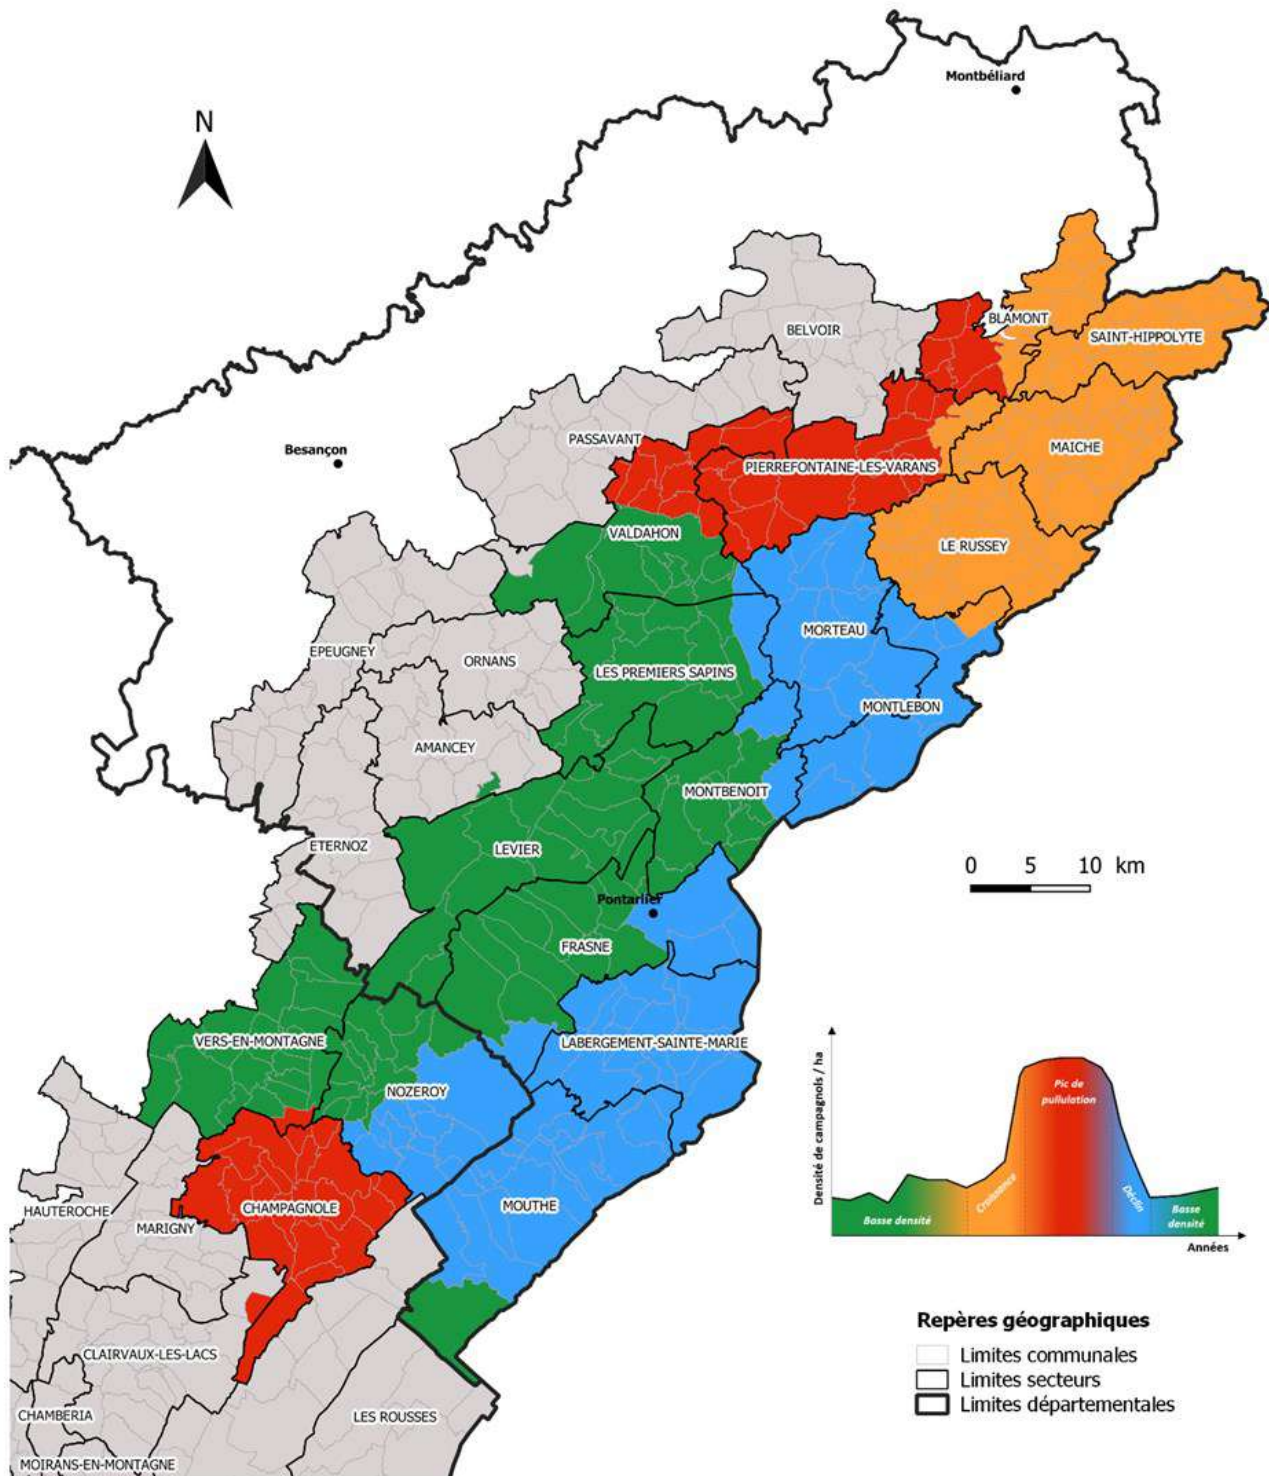 Montbéliard
N
BLAMONT
BELVOIR
SAINT-HIPPOLYTE
PASSAVANT
Besançon
MAICHE
PIERREFONTAINE-LES-VARANS
VALDAHON
LE RUSSEY
MORTEAU
EPEUGNEY
ORNANS
LES PREMIERS SAPINS
MONTLEBON
AMANCEY
MONTBENOIT
ETERNOZ
LEVIER
0 5 10 km
Pontarlier
FRASNE
VERS-EN-MONTAGNE
LABERGEMENT-SAINTE-MARIE
NOZEROY
HAUTEROCHE
CHAMPAGNOLE
MOUTHE
MARIGNY
CLAIRVAUX-LES-LACS
CHAMBERIA
LES ROUSSES
MOIRANS-EN-MONTAGNE
Densité de campagnols / ha
Pic de
pullulation
Croissance
Déclin
Basse densité
Basse
densité
Années
Repères géographiques
Limites communales
Limites secteurs
Limites départementales